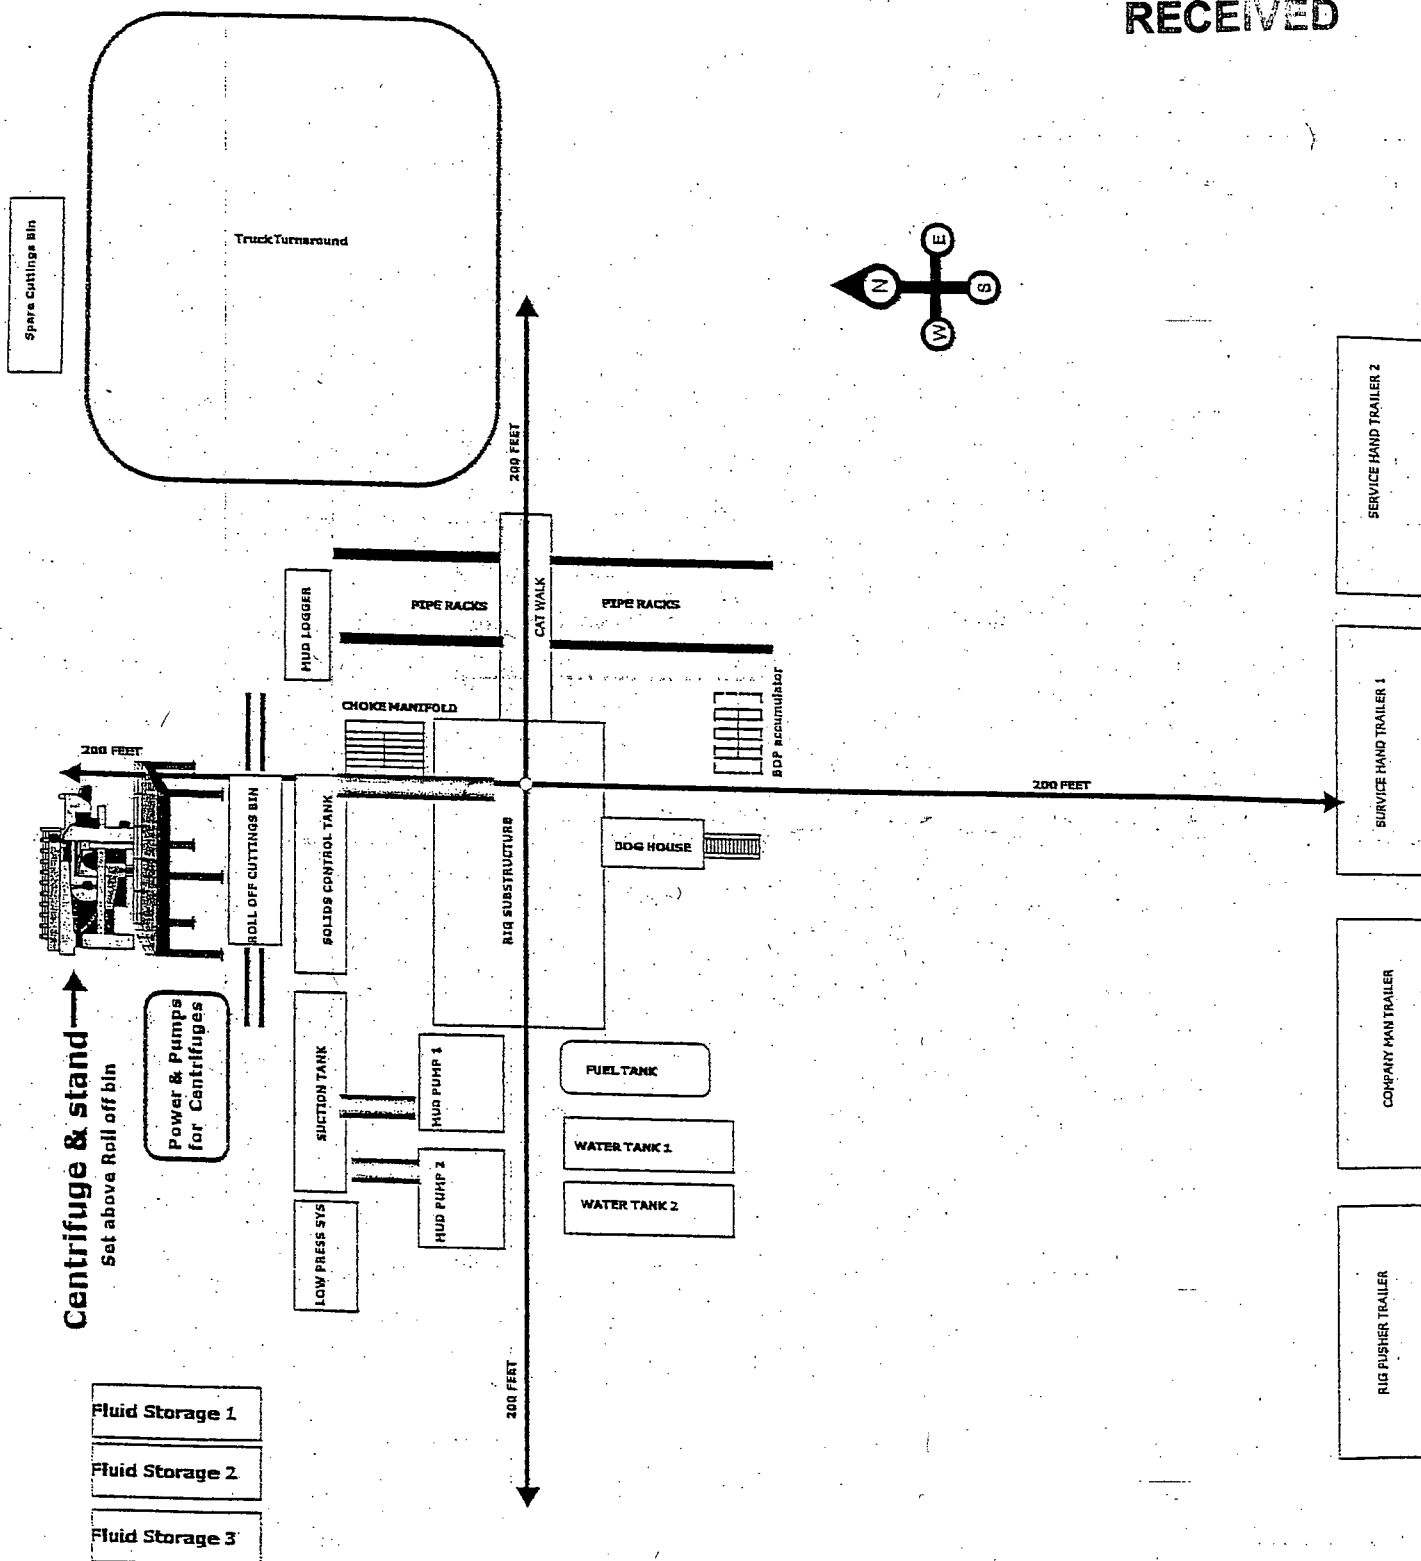 RECEIVED
Spare Cuttings Bin
Truck Turnaround
N
E
S
W
200 FEET
SERVICE HAND TRAILER 2
MUD LOGGER
PIPE RACKS
CAT WALK
PIPE RACKS
CHOKE MANIFOLD
BOP accumulator
SURVICE HAND TRAILER 1
200 FEET
200 FEET
ROLL OFF CUTTINGS BIN
SOLIDS CONTROL TANK
RIG SUBSTRUCTURE
DOG HOUSE
Centrifuge & stand
Set above Roll off bin
Power & Pumps
for Centrifuges
SUCTION TANK
MUD PUMP 1
FUEL TANK
COMPANY MAN TRAILER
WATER TANK 1
MUD PUMP 2
WATER TANK 2
LOW PRESS SYS
RIG PUSHER TRAILER
200 FEET
Fluid Storage 1
Fluid Storage 2
Fluid Storage 3